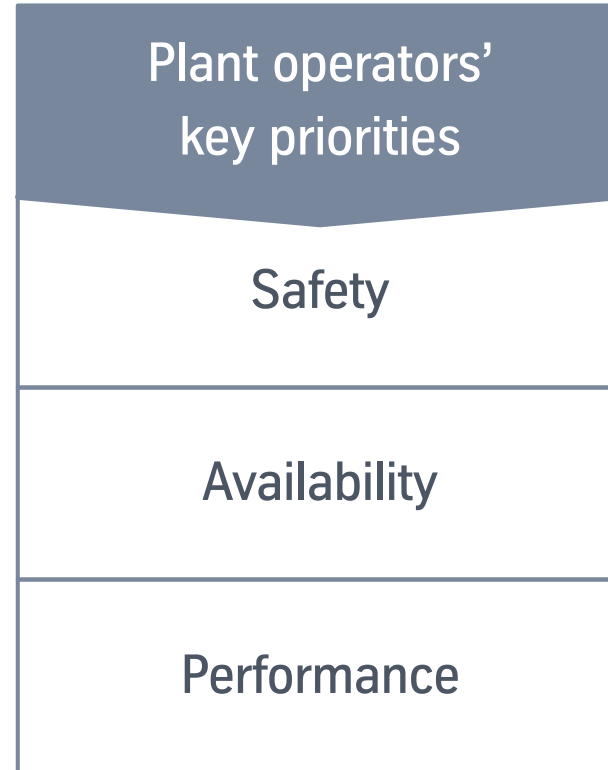 Plant operators’
key priorities
Safety
Availability
Performance